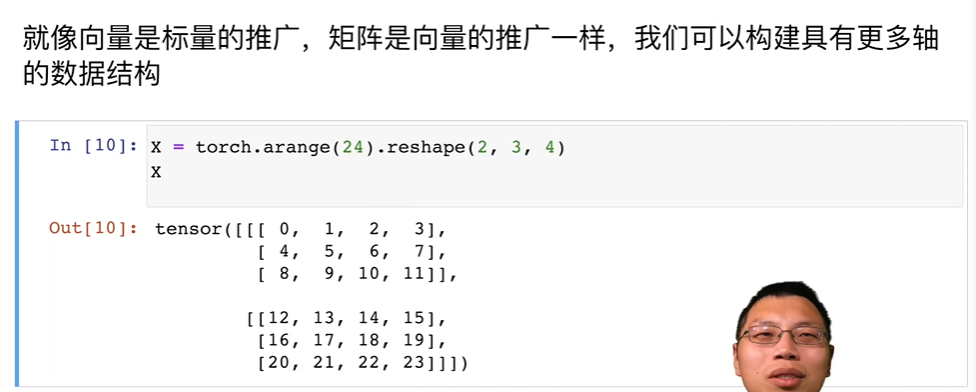 就像向量是标量的推广，矩阵是向量的推广一样，我们可以构建具有更多轴
的数据结构
In [10]: X = torch.arange(24).reshape(2, 3, 4)
X
Out[10]: tensor([[[ 0,  1,  2,  3],
[ 4,  5,  6,  7],
[ 8,  9, 10, 11]],
[[12, 13, 14, 15],
[16, 17, 18, 19],
[20, 21, 22, 23]]])